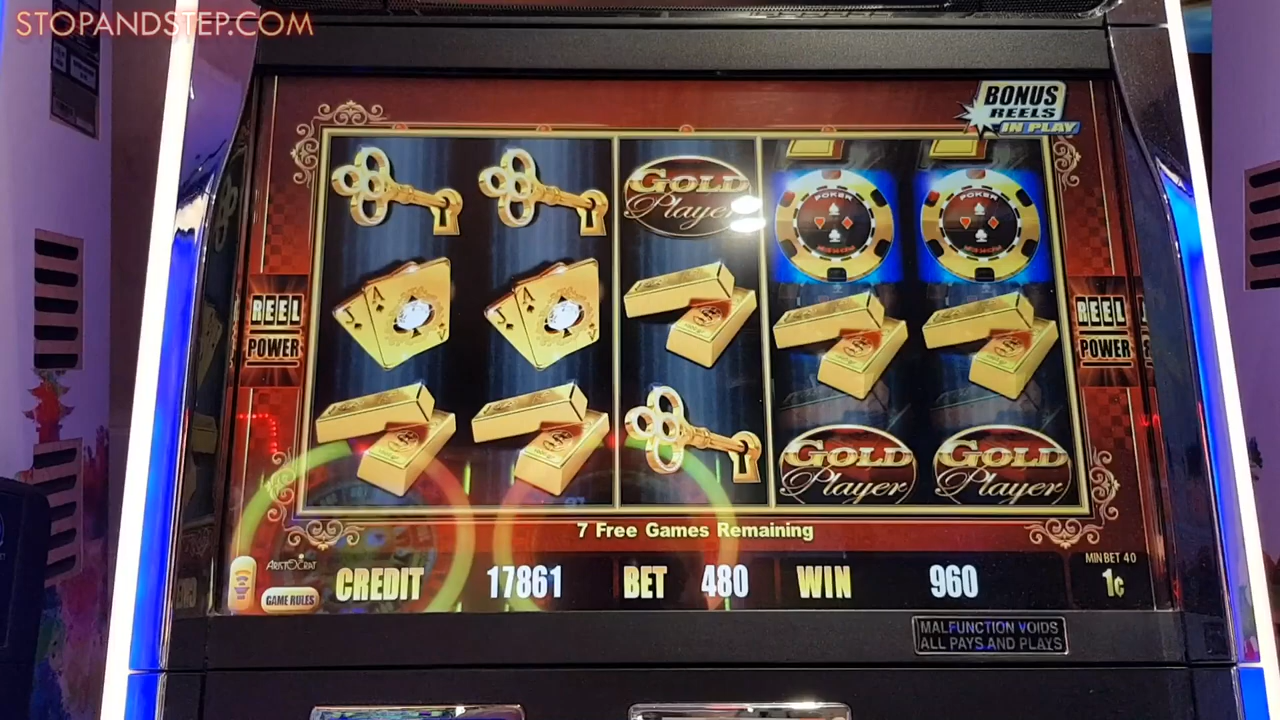 STOPANDSTEP.COM
BONUS
REELS
IN PLAY
GOLD
Player
POKER
POKER
REEL
POWER
J
A
J
A
REEL
POWER
GOLD
Player
GOLD
Player
7 Free Games Remaining
ARISTOCRAT
GAME RULES
CREDIT 17861 BET 480 WIN 960
MIN BET 40
1¢
MALFUNCTION VOIDS
ALL PAYS AND PLAYS